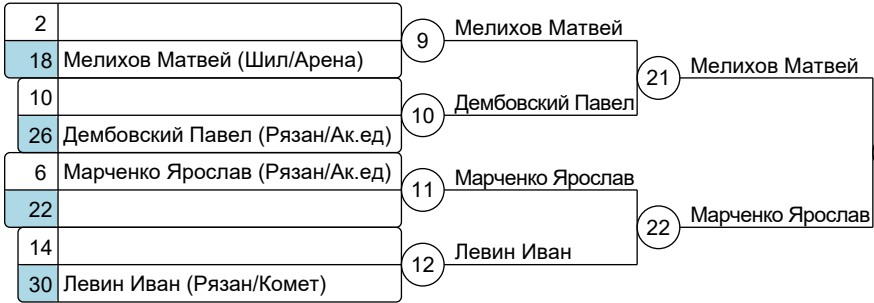 2
18 Мелихов Матвей (Шил/Арена)
9 Мелихов Матвей
10
26 Дембовский Павел (Рязан/Ак.ед)
10 Дембовский Павел
21 Мелихов Матвей
6 Марченко Ярослав (Рязан/Ак.ед)
22
11 Марченко Ярослав
14
30 Левин Иван (Рязан/Комет)
12 Левин Иван
22 Марченко Ярослав